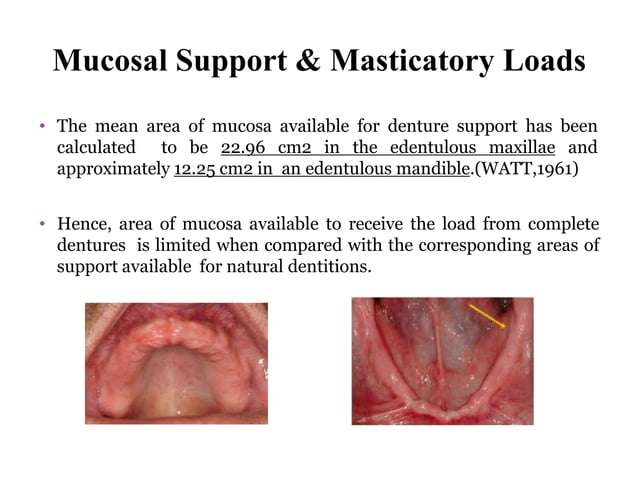 Mucosal Support & Masticatory Loads
• The mean area of mucosa available for denture support has been
calculated to be 22.96 cm2 in the edentulous maxillae and
approximately 12.25 cm2 in an edentulous mandible.(WATT,1961)
• Hence, area of mucosa available to receive the load from complete
dentures is limited when compared with the corresponding areas of
support available for natural dentitions.